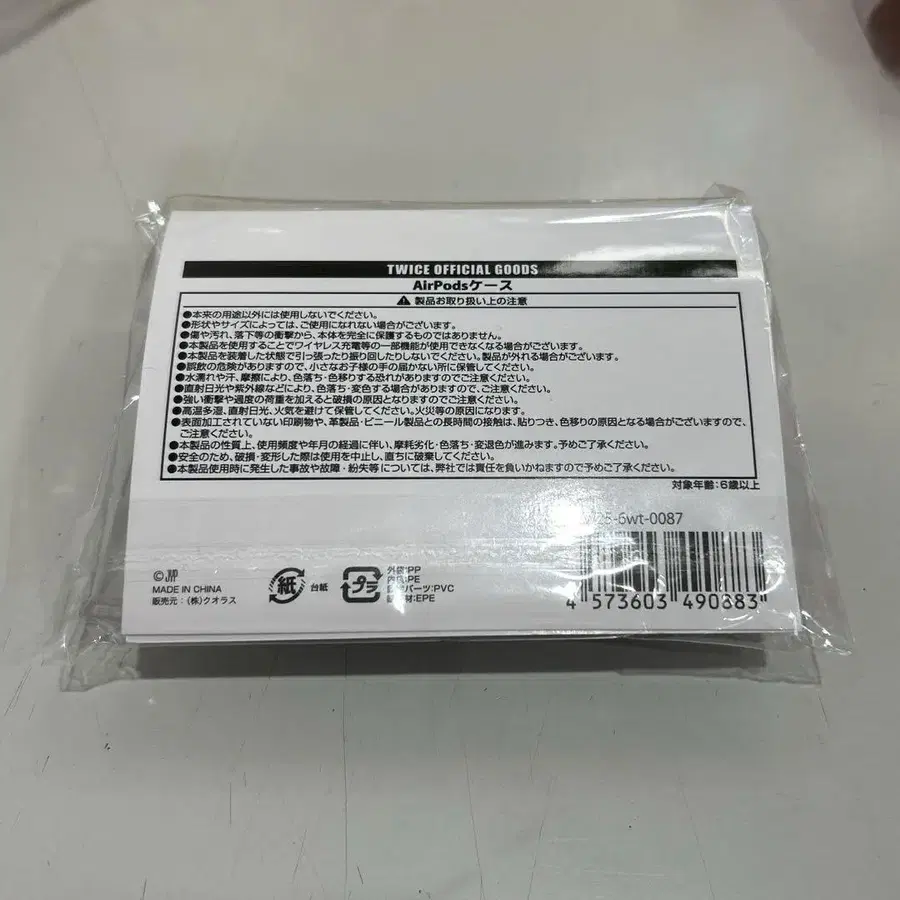 TWICE OFFICIAL GOODS
AirPodsケース
製品お取り扱い上の注意
●本来の用途以外には使用しないでください。
●形状やサイズによっては、ご使用になれない場合がございます。
●傷や汚れ、落下等の衝撃から、本体を完全に保護するものではありません。
●本製品を使用することでワイヤレス充電等の一部機能が使用できなくなる場合がございます。
●本製品を装着した状態で引っ張ったり振り回したりしないでください。製品が外れる場合がございます。
●誤飲の危険がありますので、小さなお子様の手の届かない所に保管してください。
●水濡れや汗、摩擦により、色落ち・色移りする恐れがありますのでご注意ください。
●直射日光や紫外線などにより、色落ち・変色する場合がありますので、ご注意ください。
●強い衝撃や過度の荷重を加えると破損の原因となりますのでご注意ください。
●高温多湿、直射日光、火気を避けて保管してください。火災等の原因になります。
●表面加工されていない印刷物や、革製品・ビニール製品との長時間の接触は、貼りつき、色移りの原因となる場合がございますので、
ご注意ください。
●本製品の性質上、使用頻度や年月の経過に伴い、摩耗劣化・色落ち・変退色が進みます。予めご了承ください。
●安全のため、破損・変形した際は使用を中止し、直ちに破棄してください。
●本製品使用時に発生した事故や故障・紛失等については、弊社では責任を負いかねますので予めご了承ください。
対象年齢:6歳以上
25-6wt-0087
©JYP
MADE IN CHINA
販売元:(株)クオラス
紙
台紙
プラ
外袋:PP
内袋:PE
パーツ:PVC
材:EPE
4 573603 490883